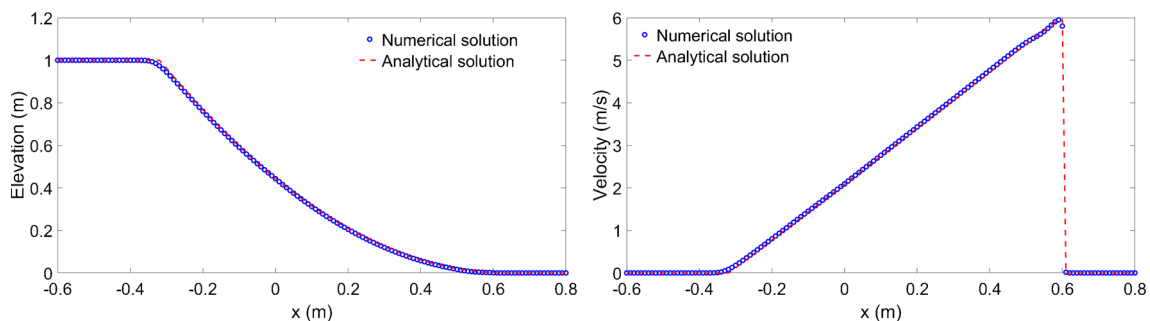 1.2
1
0.8
0.6
0.4
0.2
0
-0.6 -0.4 -0.2 0 0.2 0.4 0.6 0.8
Elevation (m)
x (m)
Numerical solution
Analytical solution
6
5
4
3
2
1
0
-0.6 -0.4 -0.2 0 0.2 0.4 0.6 0.8
Velocity (m/s)
x (m)
Numerical solution
Analytical solution